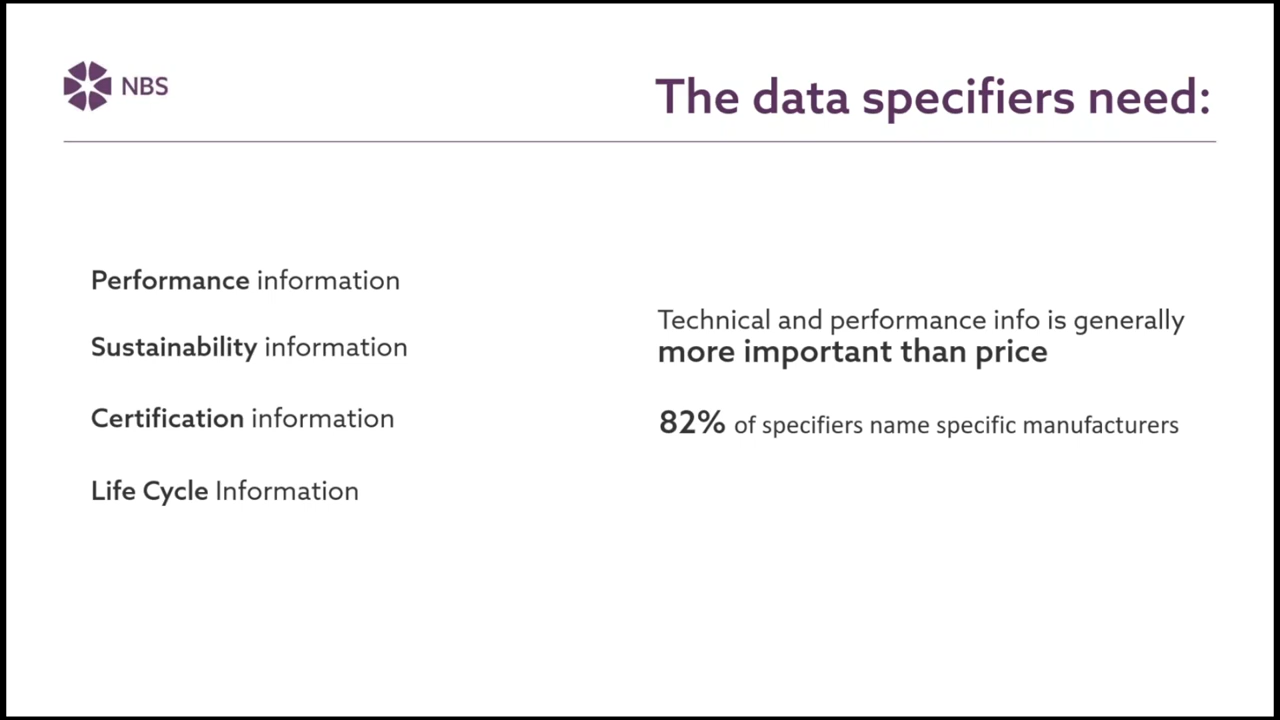 NBS
The data specifiers need:
Performance information
Sustainability information
Certification information
Life Cycle Information
Technical and performance info is generally
more important than price
82% of specifiers name specific manufacturers